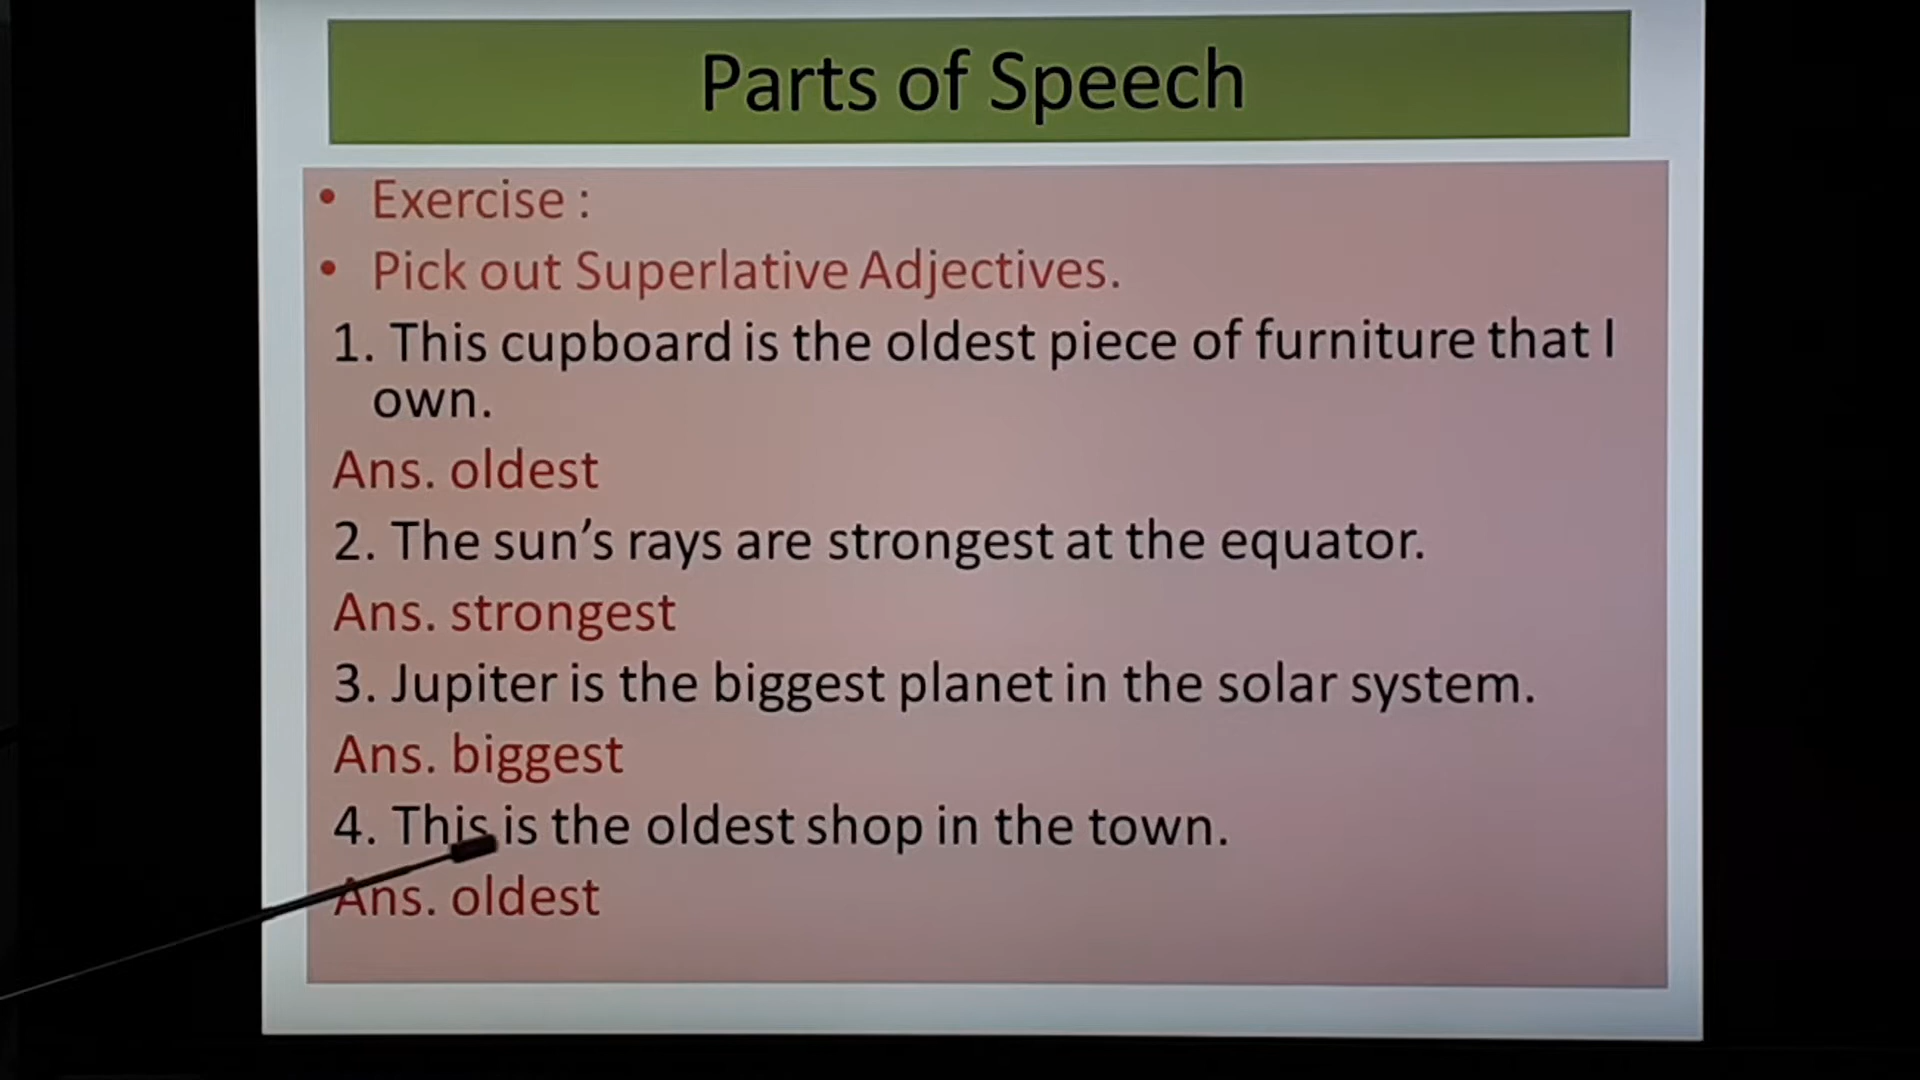 Parts of Speech
• Exercise :
• Pick out Superlative Adjectives.
1. This cupboard is the oldest piece of furniture that I
own.
Ans. oldest
2. The sun’s rays are strongest at the equator.
Ans. strongest
3. Jupiter is the biggest planet in the solar system.
Ans. biggest
4. This is the oldest shop in the town.
Ans. oldest